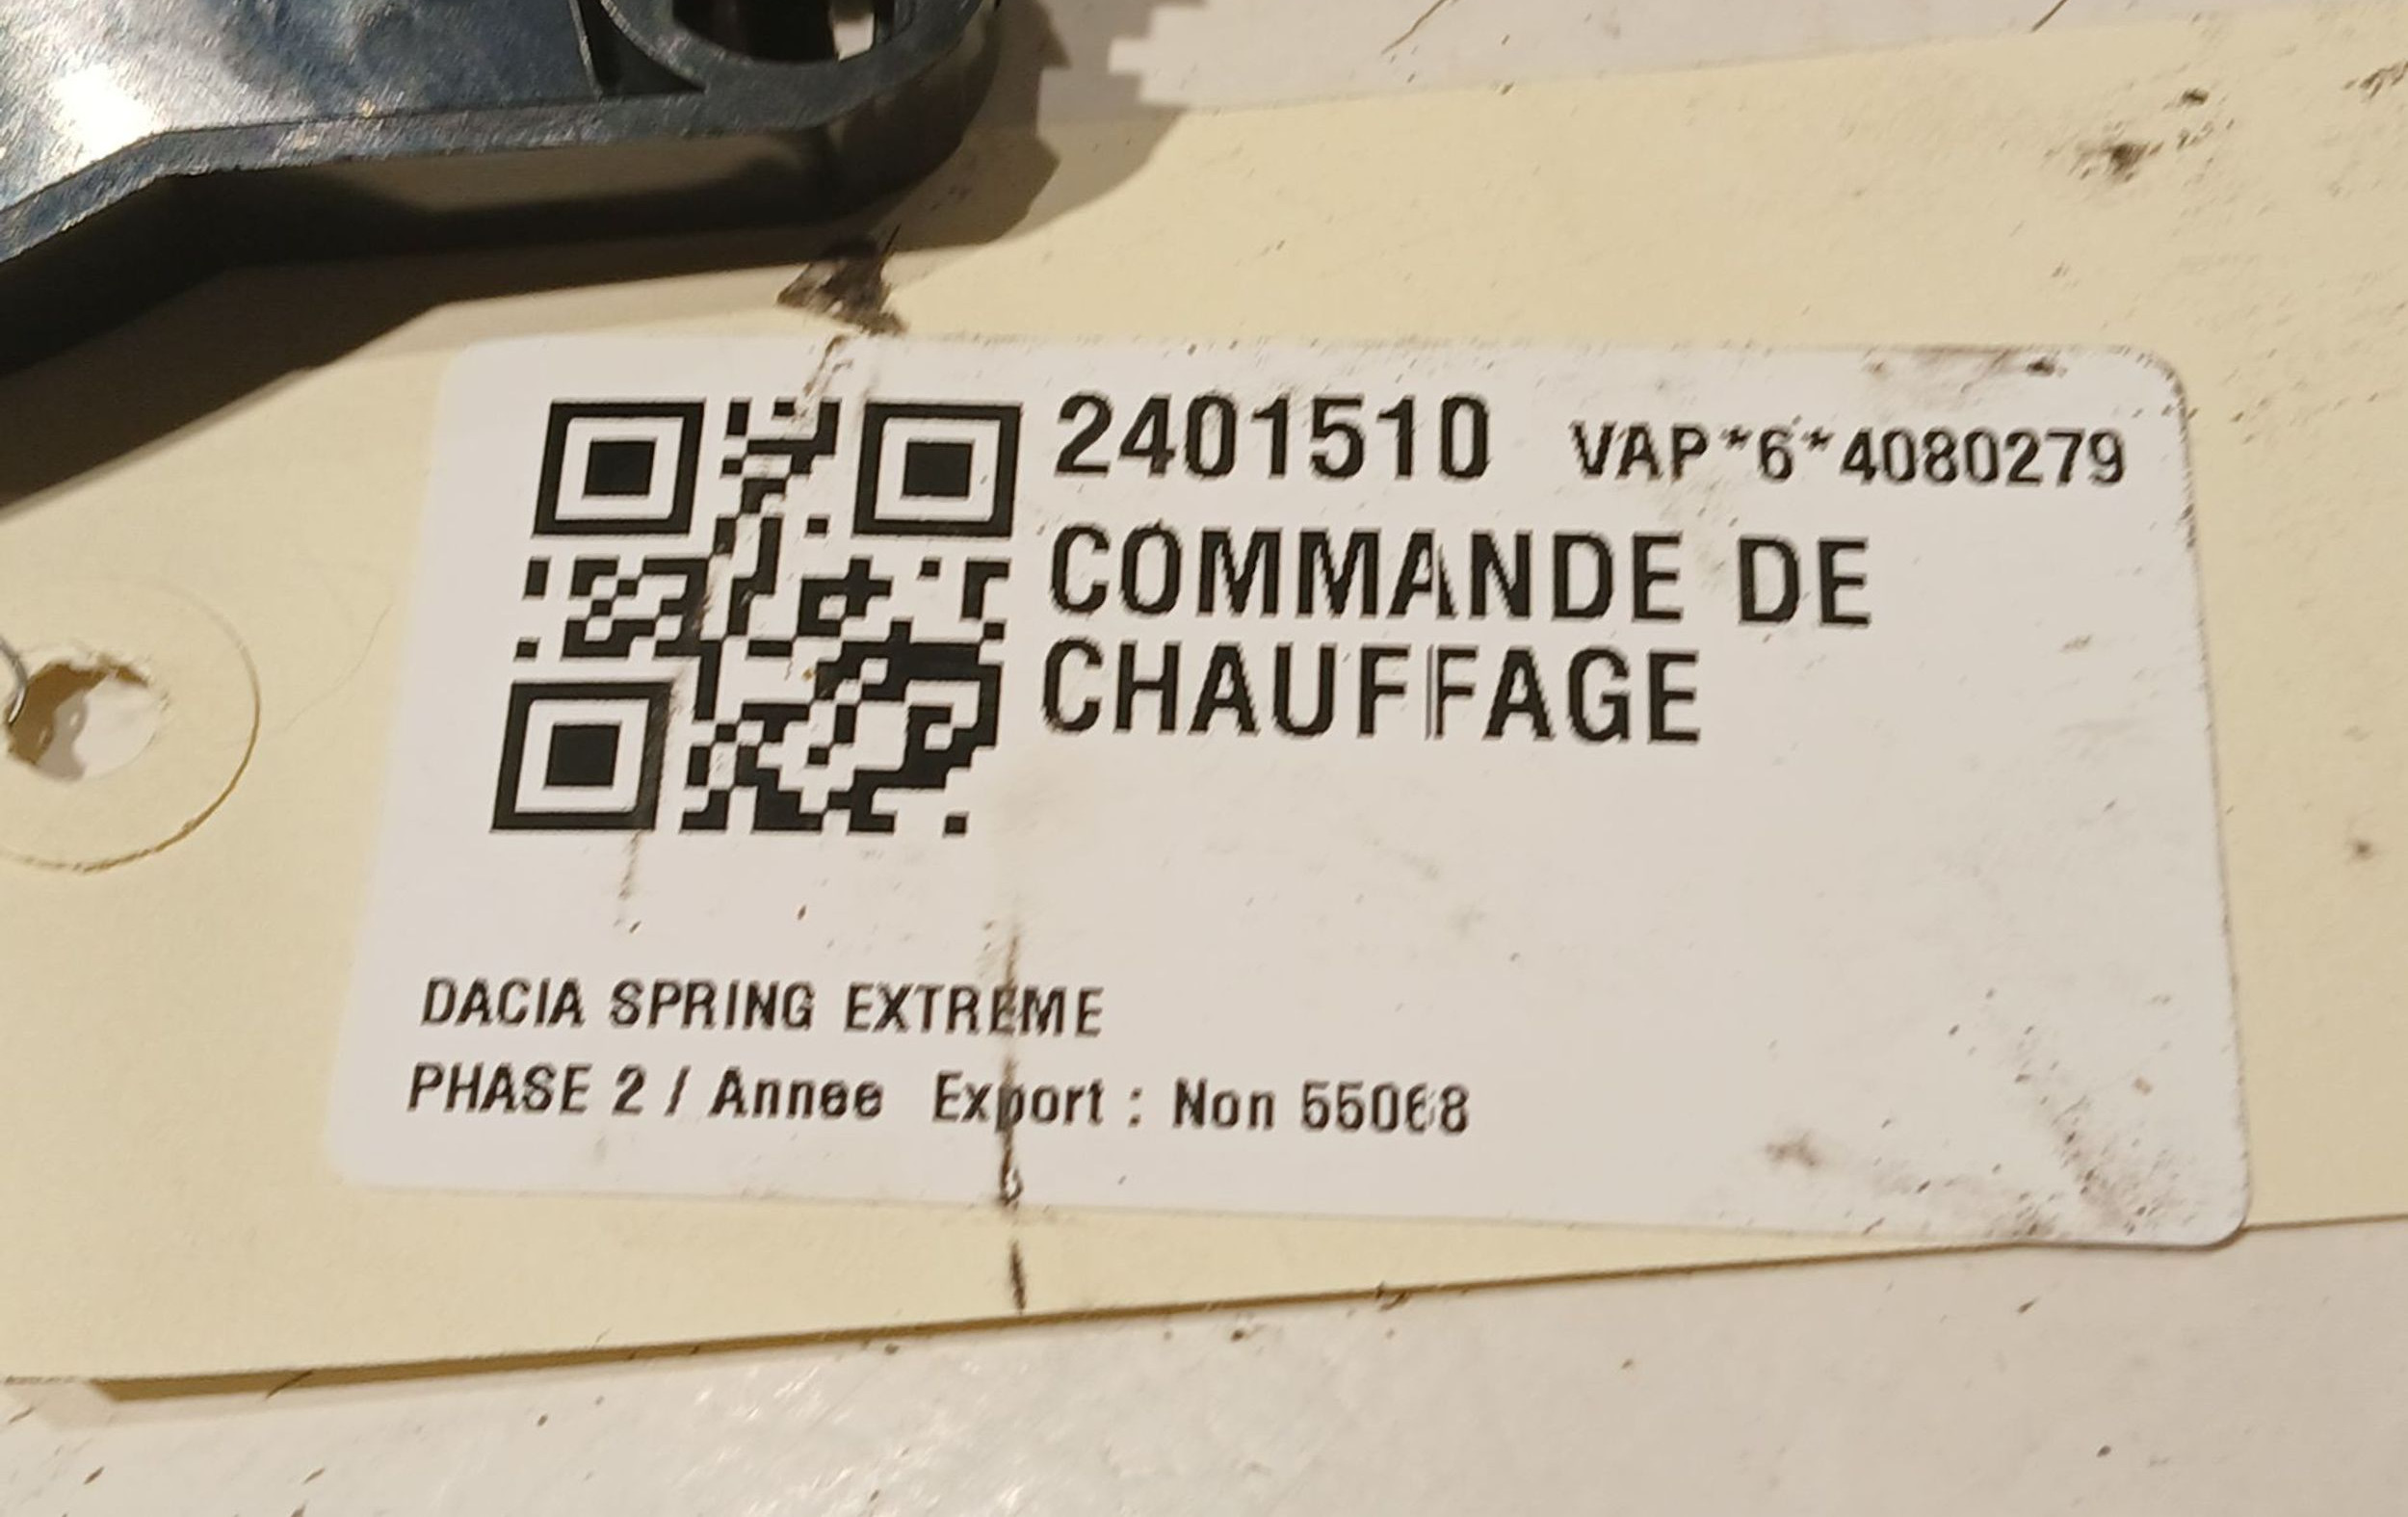 2401510 VAP*6*4080279
COMMANDE DE
CHAUFFAGE
DACIA SPRING EXTREME
PHASE 2 / Annee Export : Non 55068